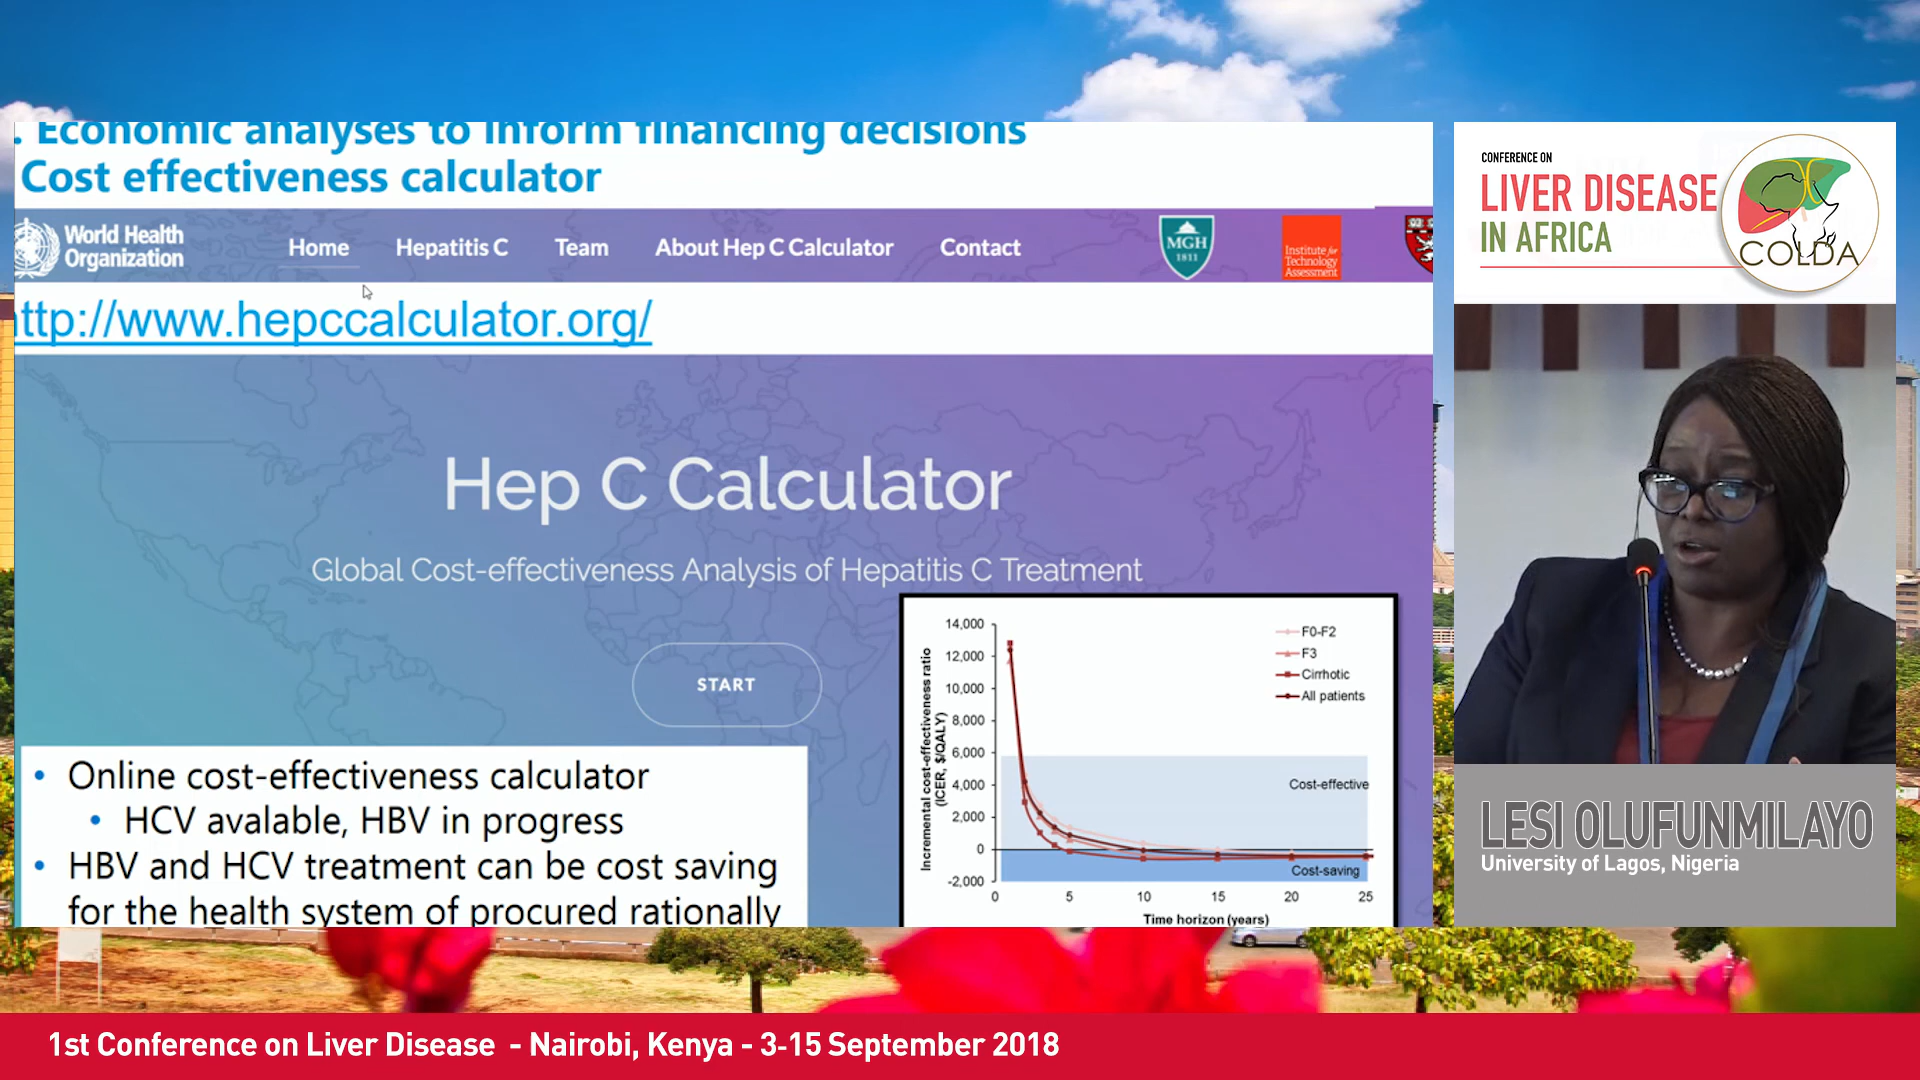 . Economic analyses to inform financing decisions
Cost effectiveness calculator
World Health
Organization
Home
Hepatitis C
Team
About Hep C Calculator
Contact
MGH
1811
Institute for
Technology
Assessment
ttp://www.hepccalculator.org/
Hep C Calculator
Global Cost-effectiveness Analysis of Hepatitis C Treatment
START
• Online cost-effectiveness calculator
• HCV avalable, HBV in progress
• HBV and HCV treatment can be cost saving
for the health system of procured rationally
Incremental cost-effectiveness ratio
(ICER, $/QALY)
14,000
12,000
10,000
8,000
6,000
4,000
2,000
0
-2,000
F0-F2
F3
Cirrhotic
All patients
Cost-effective
Cost-saving
0 5 10 15 20 25
Time horizon (years)
CONFERENCE ON
LIVER DISEASE
IN AFRICA
COLDA
LESI OLUFUNMILAYO
University of Lagos, Nigeria
1st Conference on Liver Disease - Nairobi, Kenya - 3-15 September 2018